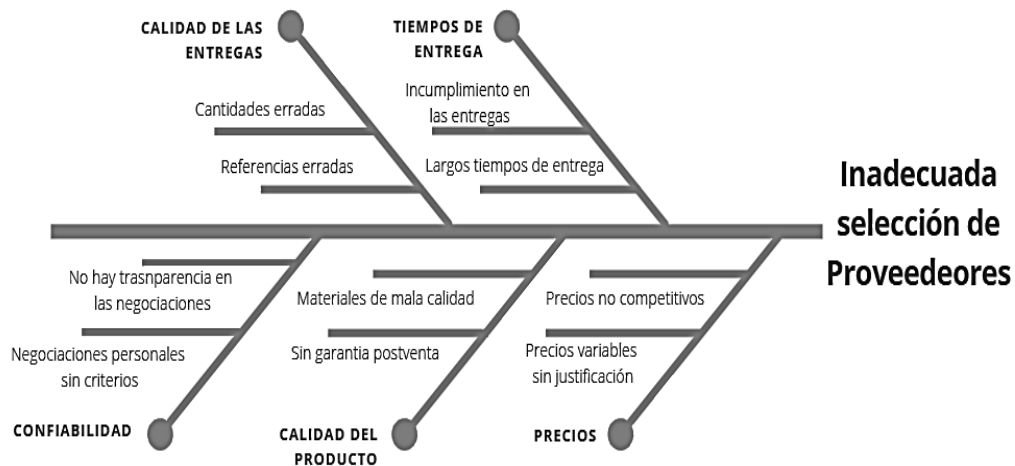 CALIDAD DE LAS
ENTREGAS
TIEMPOS DE
ENTREGA
Cantidades erradas
Referencias erradas
Incumplimiento en
las entregas
Largos tiempos de entrega
Inadecuada
selección de
Proveedeores
No hay trasnparencia en
las negociaciones
Negociaciones personales
sin criterios
CONFIABILIDAD
Materiales de mala calidad
Sin garantia postventa
CALIDAD DEL
PRODUCTO
Precios no competitivos
Precios variables
sin justificación
PRECIOS